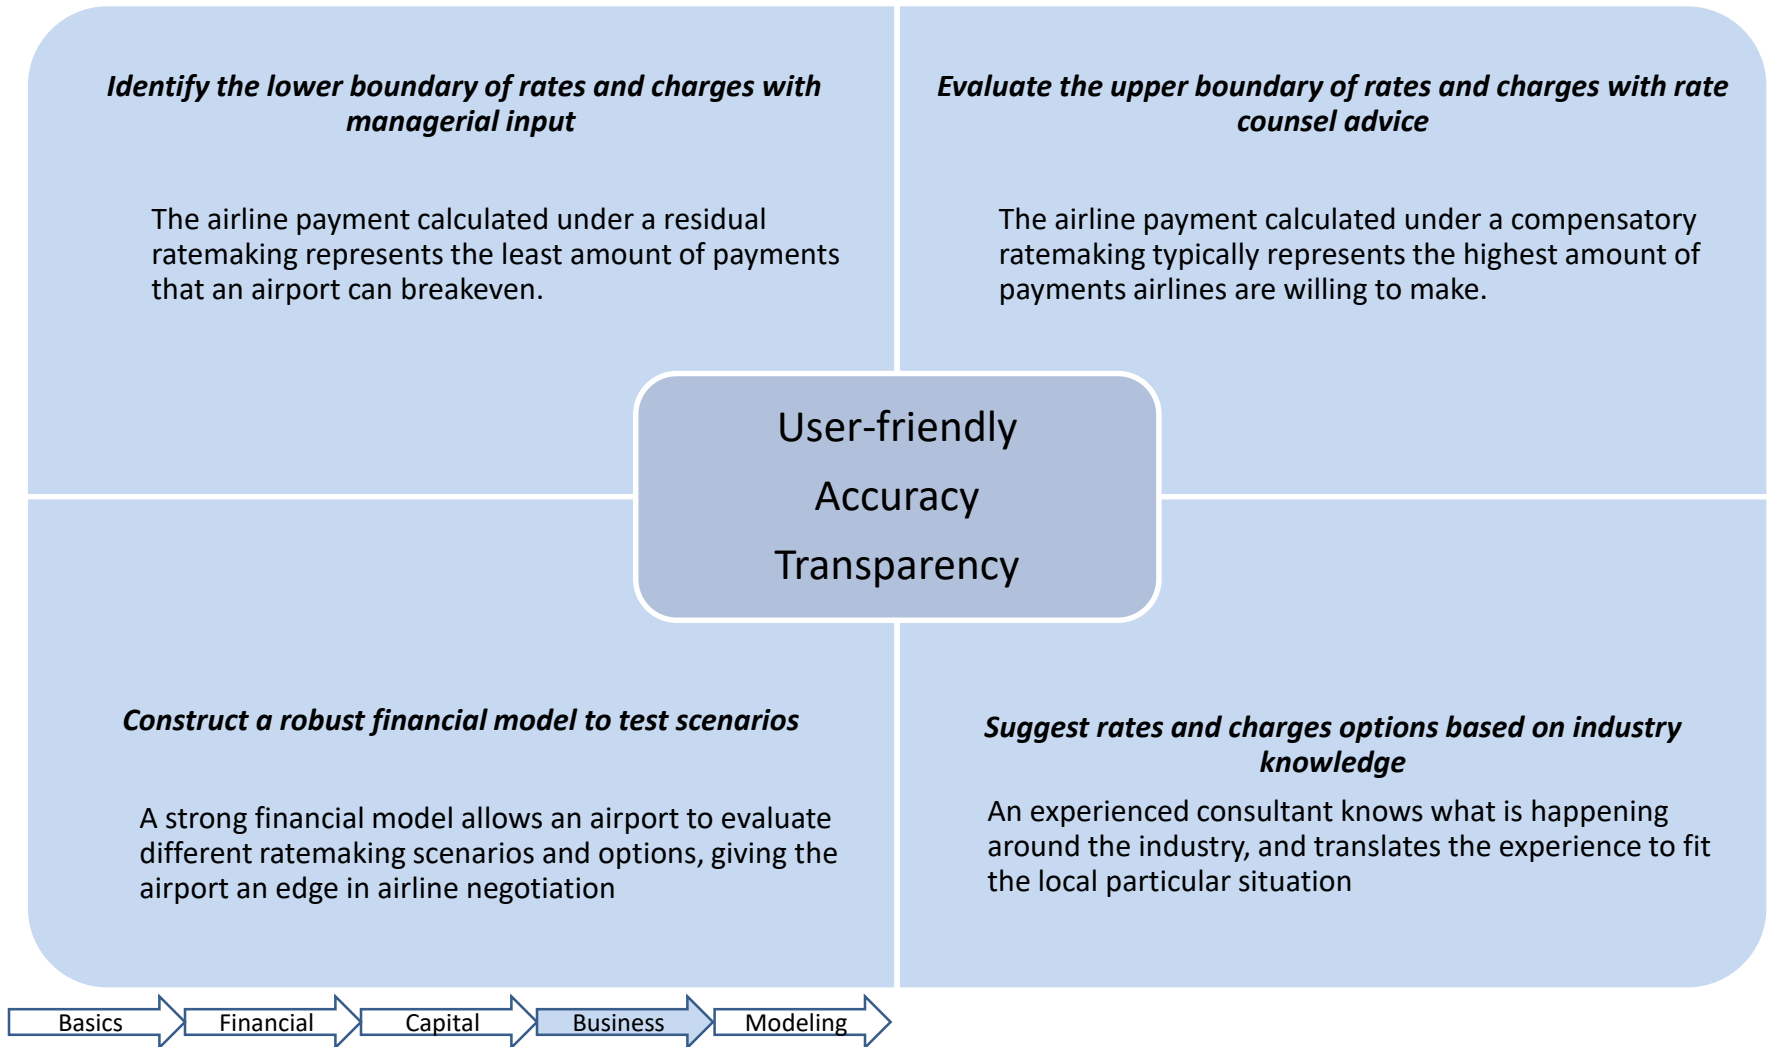 Identify the lower boundary of rates and charges with
managerial input
The airline payment calculated under a residual
ratemaking represents the least amount of payments
that an airport can breakeven.
Evaluate the upper boundary of rates and charges with rate
counsel advice
The airline payment calculated under a compensatory
ratemaking typically represents the highest amount of
payments airlines are willing to make.
User-friendly
Accuracy
Transparency
Construct a robust financial model to test scenarios
A strong financial model allows an airport to evaluate
different ratemaking scenarios and options, giving the
airport an edge in airline negotiation
Suggest rates and charges options based on industry
knowledge
An experienced consultant knows what is happening
around the industry, and translates the experience to fit
the local particular situation
Basics
Financial
Capital
Business
Modeling